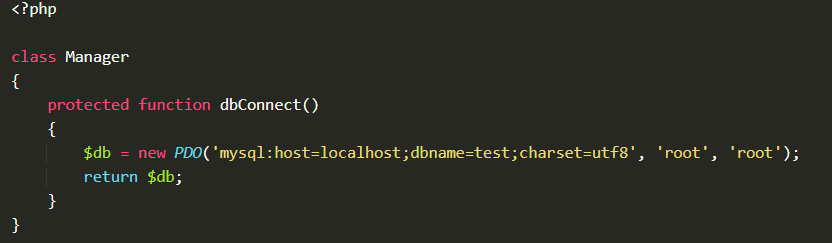 <?php
class Manager
{
    protected function dbConnect()
    {
        $db = new PDO('mysql:host=localhost;dbname=test;charset=utf8', 'root', 'root');
        return $db;
    }
}